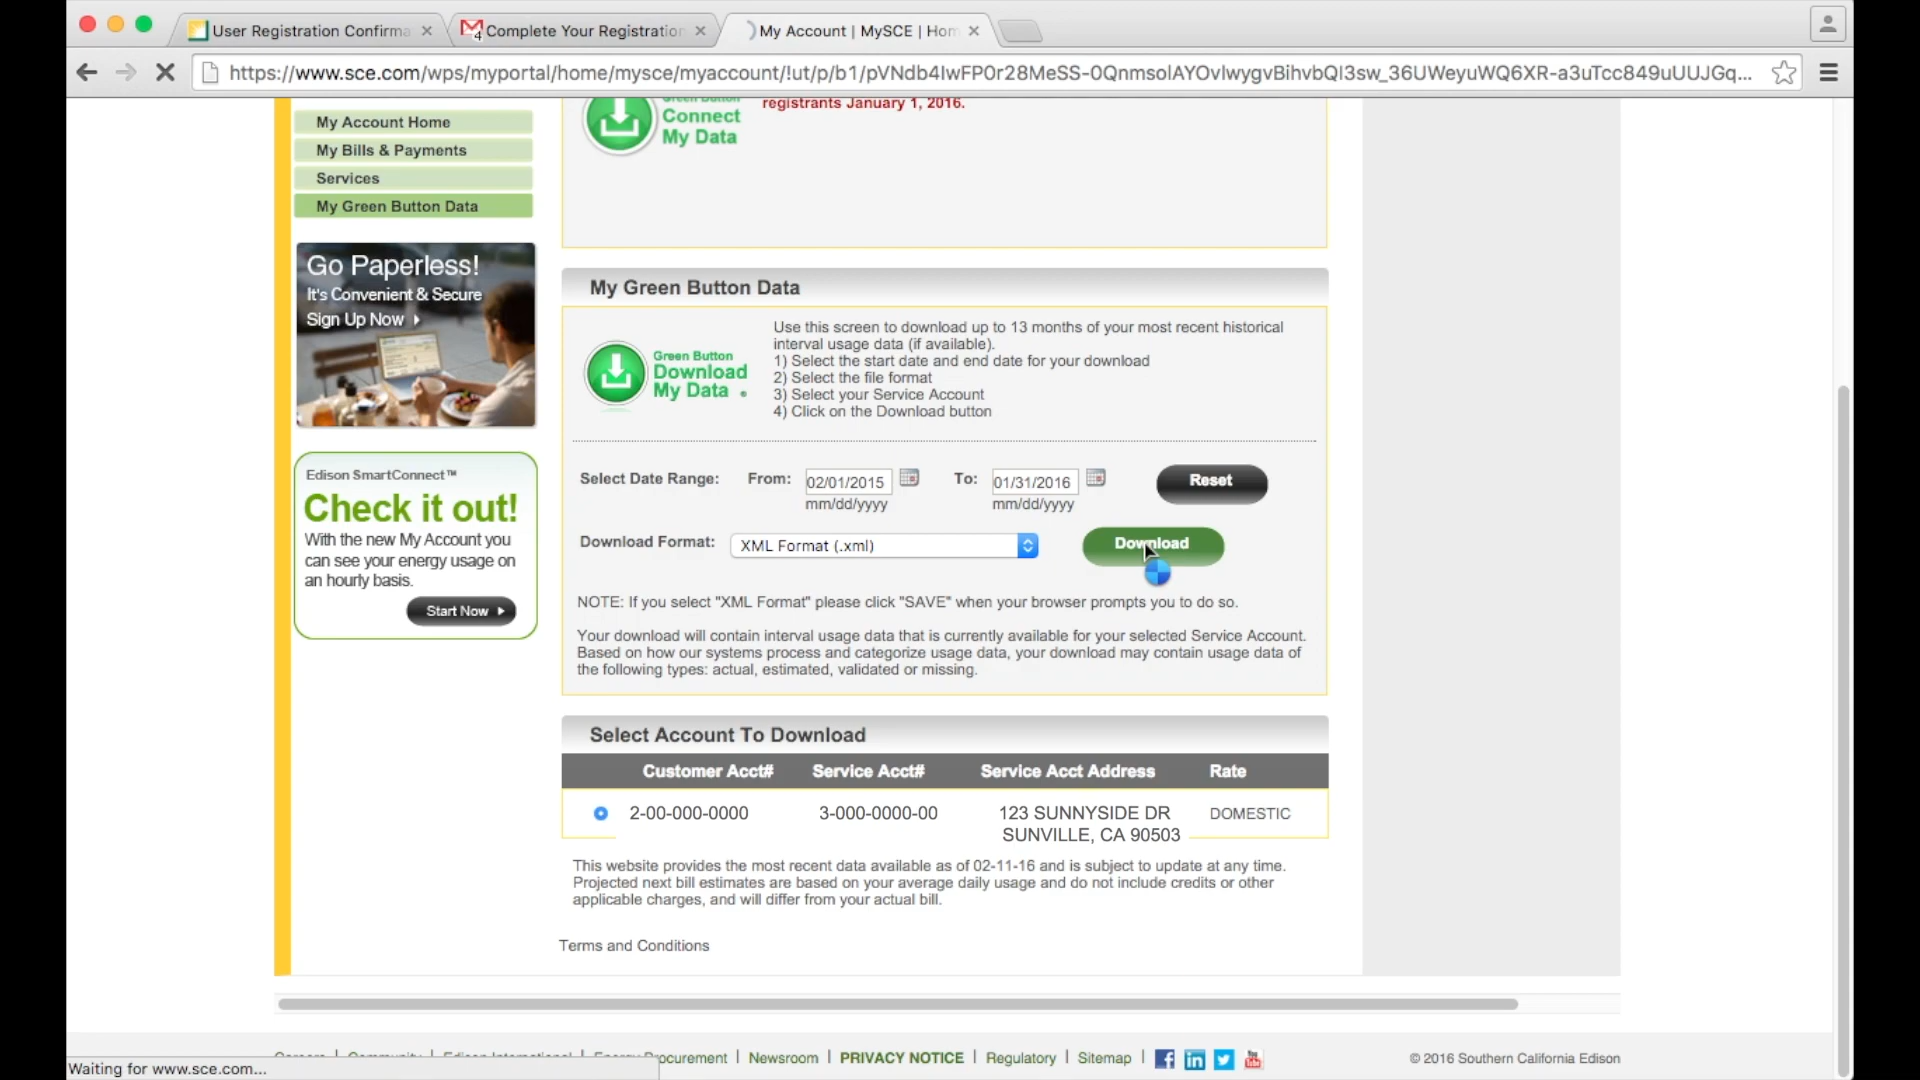 User Registration Confirma
4
Complete Your Registration
My Account | MySCE | Hom
https://www.sce.com/wps/myportal/home/mysce/myaccount/!ut/p/b1/pVNdb4IwFP0r28MeSS-0QnmsolAYOvlwygvBihvbQI3sw_36UWeyuWQ6XR-a3uTcc849uUUJGq...
My Account Home
My Bills & Payments
Services
My Green Button Data
Go Paperless!
It's Convenient & Secure
Sign Up Now
Edison SmartConnect™
Check it out!
With the new My Account you
can see your energy usage on
an hourly basis.
Start Now
Green Button
Connect
My Data
registrants January 1, 2016.
My Green Button Data
Green Button
Download
My Data
Use this screen to download up to 13 months of your most recent historical
interval usage data (if available).
1) Select the start date and end date for your download
2) Select the file format
3) Select your Service Account
4) Click on the Download button
Select Date Range: From: 02/01/2015 To: 01/31/2016 Reset
mm/dd/yyyy mm/dd/yyyy
Download Format: XML Format (.xml) Download
NOTE: If you select "XML Format" please click "SAVE" when your browser prompts you to do so.
Your download will contain interval usage data that is currently available for your selected Service Account.
Based on how our systems process and categorize usage data, your download may contain usage data of
the following types: actual, estimated, validated or missing.
Select Account To Download
Customer Acct# Service Acct# Service Acct Address Rate
2-00-000-0000 3-000-0000-00 123 SUNNYSIDE DR DOMESTIC
SUNVILLE, CA 90503
This website provides the most recent data available as of 02-11-16 and is subject to update at any time.
Projected next bill estimates are based on your average daily usage and do not include credits or other
applicable charges, and will differ from your actual bill.
Terms and Conditions
Careers | Community | Edison International | Energy Procurement | Newsroom | PRIVACY NOTICE | Regulatory | Sitemap | © 2016 Southern California Edison
Waiting for www.sce.com...